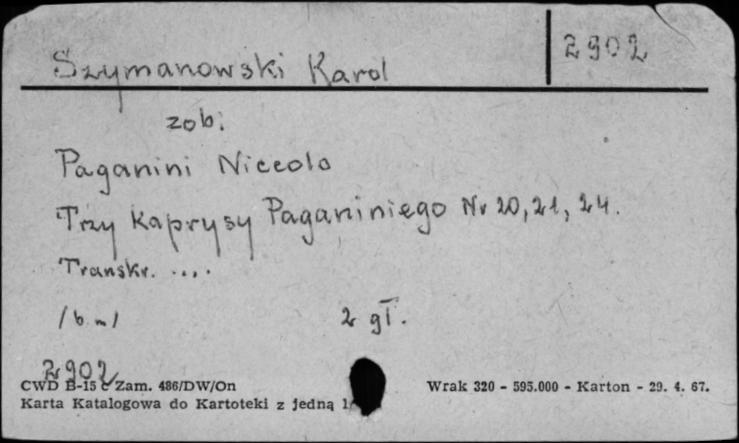 Szymanowski Karol 2902
zob:
Paganini Niccolo
Trzy kaprysy Paganiniego Nr 20, 21, 24.
Transkr. ....
/b. m/ 2 gł.
2902
CWD B-15 c Zam. 486/DW/On Wrak 320 - 595.000 - Karton - 29. 4. 67.
Karta Katalogowa do Kartoteki z jedną